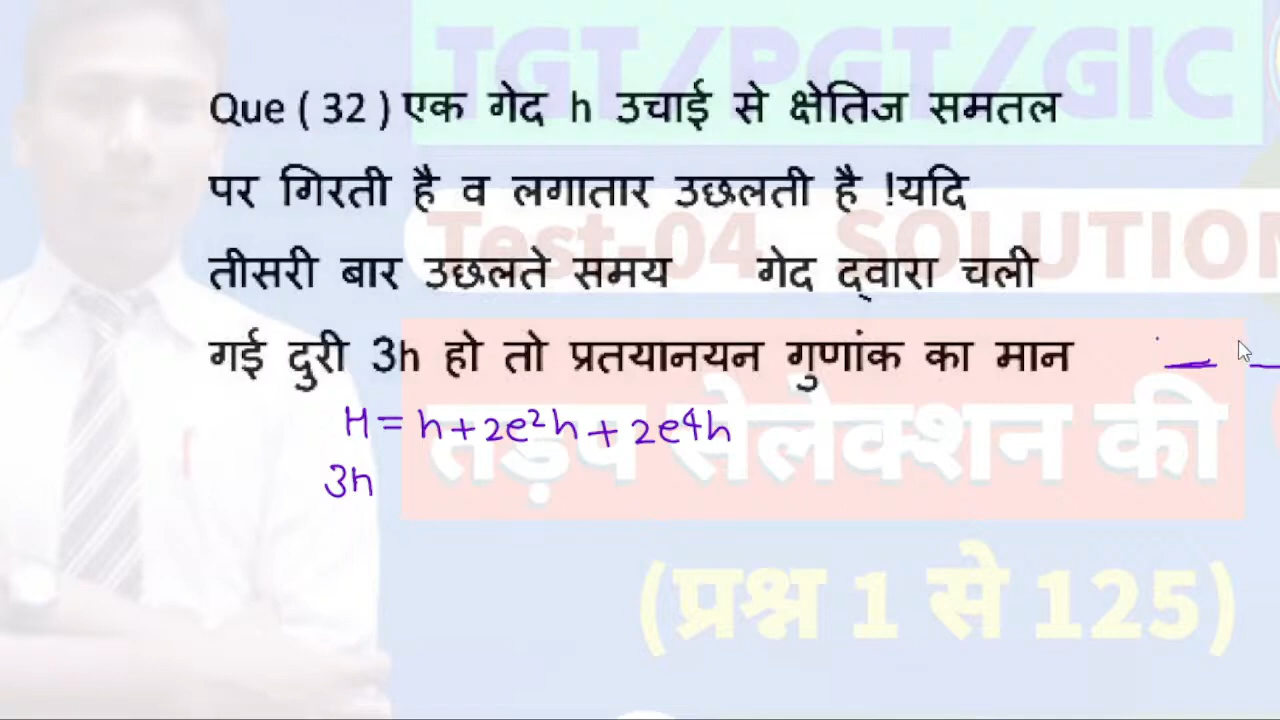 TGT/PGT/GIC
Que ( 32 ) एक गेद h उचाई से क्षेतिज समतल
पर गिरती है व लगातार उछलती है !यदि
Test-04 SOLUTION
तीसरी बार उछलते समय गेद द्वारा चली
गई दुरी 3h हो तो प्रतयानयन गुणांक का मान
H = h + 2e²h + 2e⁴h
तड़प सेलेक्शन की
3h
(प्रश्न 1 से 125)